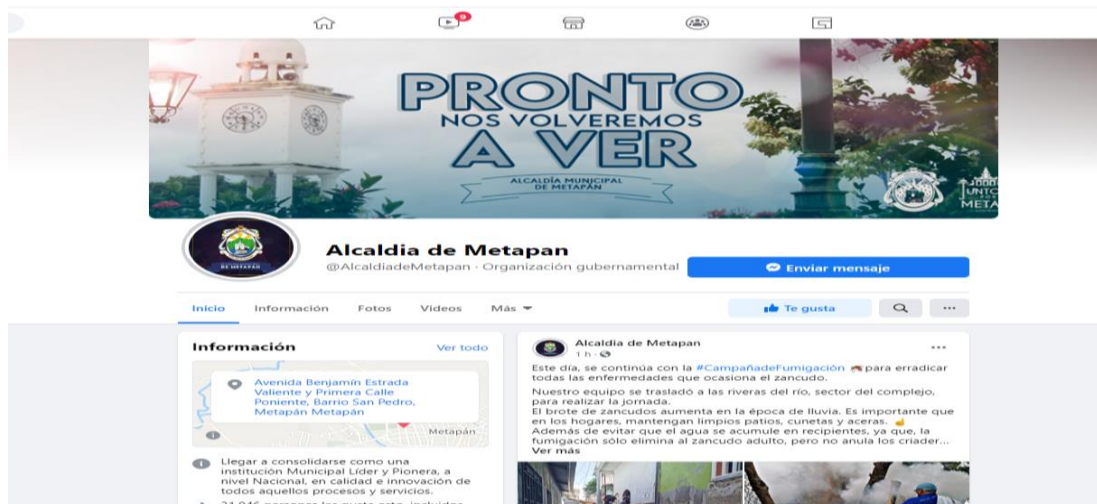 9
PRONTO
NOS VOLVEREMOS
A VER
ALCALDÍA MUNICIPAL
DE METAPÁN
META
DE METAPÁN
Alcaldia de Metapan
@AlcaldiadeMetapan · Organización gubernamental
Enviar mensaje
Inicio Información Fotos Videos Más
Te gusta
Información Ver todo
Avenida Benjamín Estrada
Valiente y Primera Calle
Poniente, Barrio San Pedro,
Metapán Metapán
Metapán
Llegar a consolidarse como una
institución Municipal Líder y Pionera, a
nivel Nacional, en calidad e innovación de
todos aquellos procesos y servicios.
Alcaldia de Metapan
1 h ·
Este día, se continúa con la #CampañadeFumigación para erradicar
todas las enfermedades que ocasiona el zancudo.
Nuestro equipo se trasladó a las riveras del río, sector del complejo,
para realizar la jornada.
El brote de zancudos aumenta en la época de lluvia. Es importante que
en los hogares, mantengan limpios patios, cunetas y aceras.
Además de evitar que el agua se acumule en recipientes, ya que, la
fumigación sólo elimina al zancudo adulto, pero no anula los criader...
Ver más